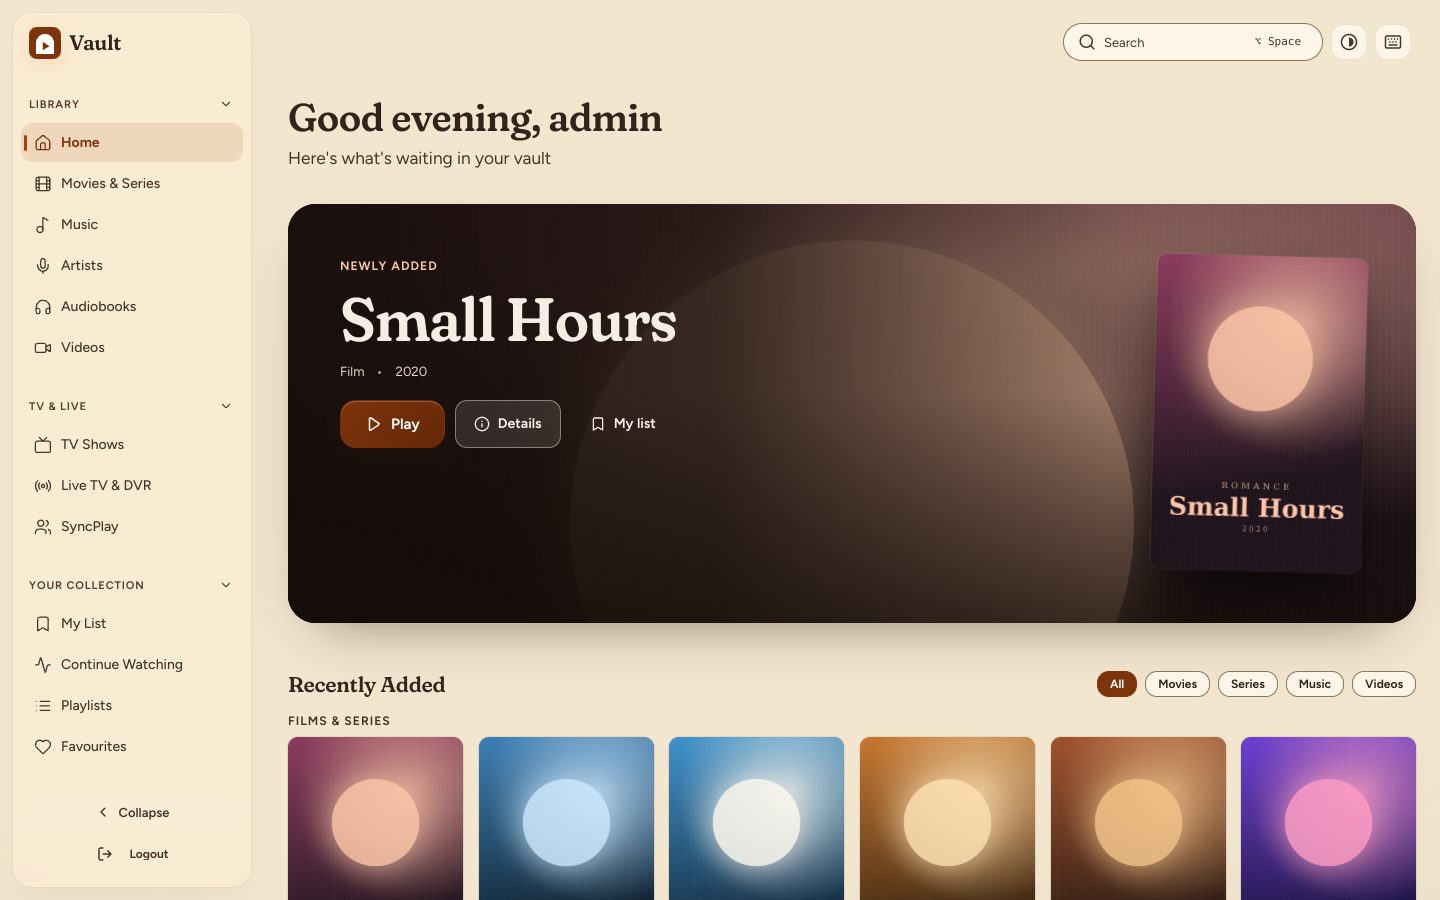 Vault
LIBRARY
Home
Movies & Series
Music
Artists
Audiobooks
Videos
TV & LIVE
TV Shows
Live TV & DVR
SyncPlay
YOUR COLLECTION
My List
Continue Watching
Playlists
Favourites
Collapse
Logout
Search ⌥ Space
Good evening, admin
Here's what's waiting in your vault
NEWLY ADDED
Small Hours
Film • 2020
Play Details My list
ROMANCE
Small Hours
2020
Recently Added
All Movies Series Music Videos
FILMS & SERIES